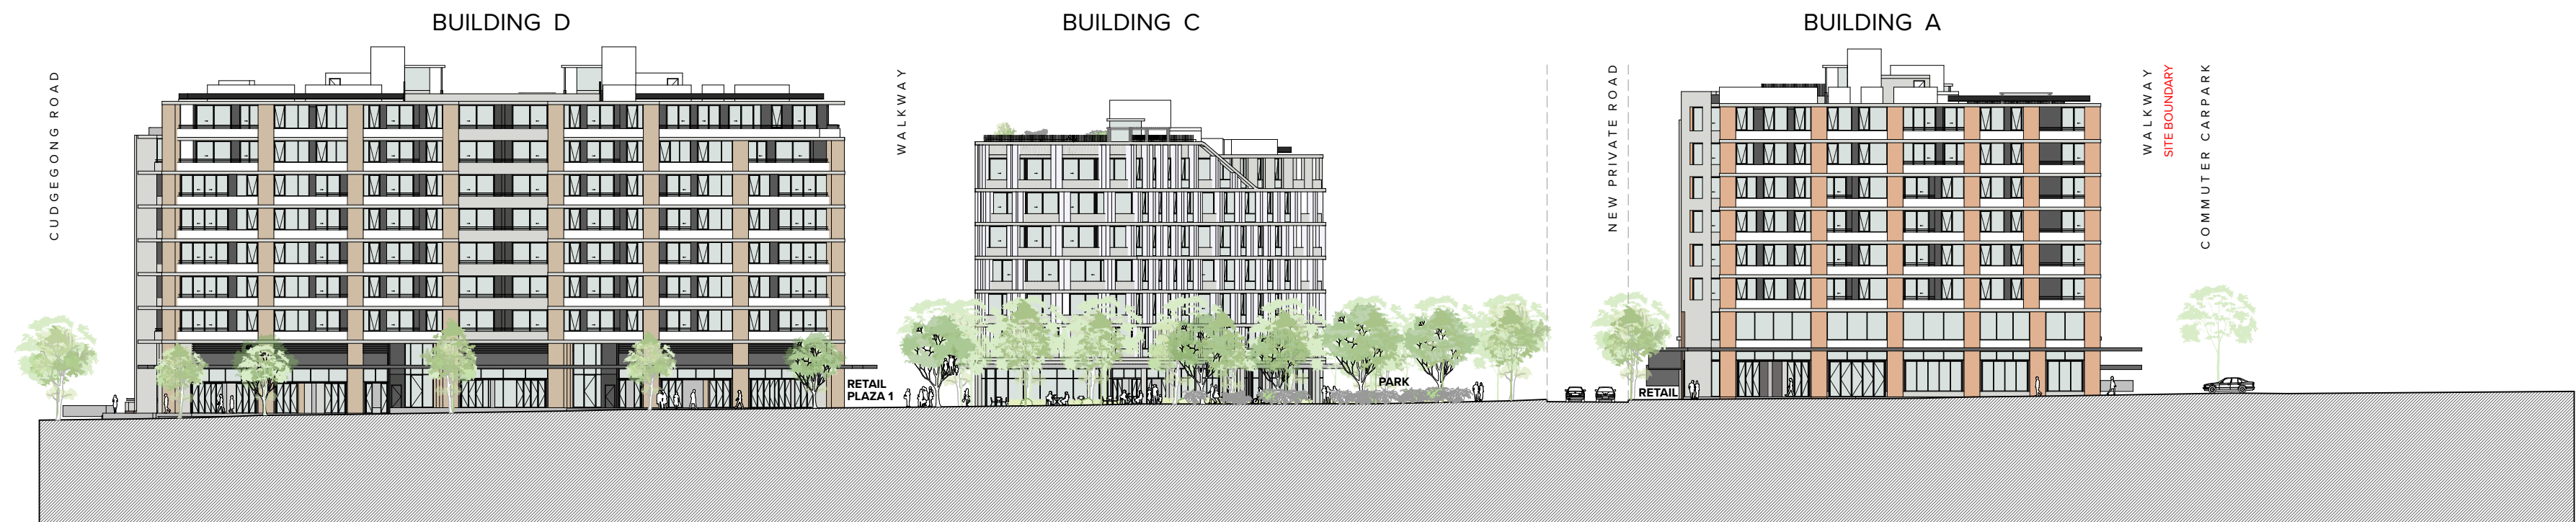 BUILDING D
BUILDING C
BUILDING A
CUDGEGONG ROAD
WALKWAY
NEW PRIVATE ROAD
WALKWAY
SITE BOUNDARY
COMMUTER CARPARK
RETAIL
PLAZA 1
PARK
RETAIL